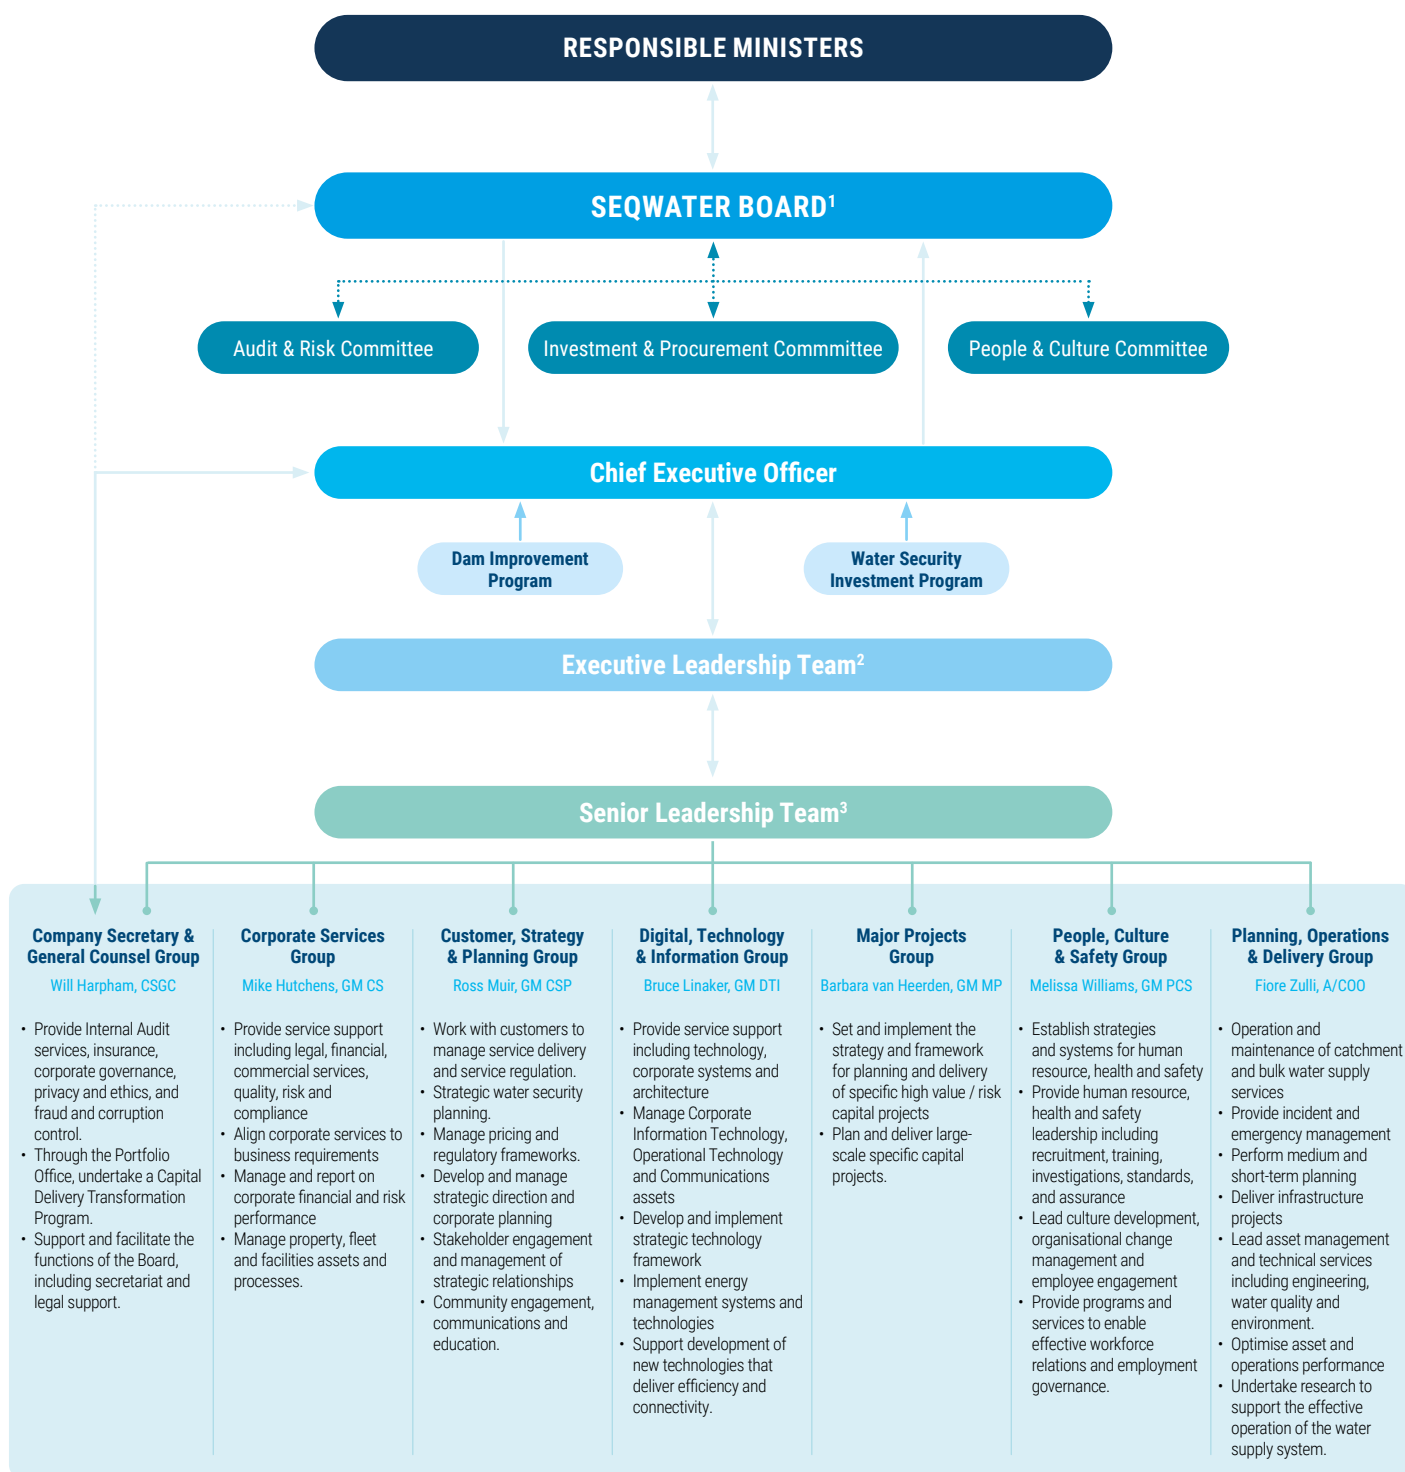 RESPONSIBLE MINISTERS
SEQWATER BOARD¹
Audit & Risk Committee
Investment & Procurement Commmittee
People & Culture Committee
Chief Executive Officer
Dam Improvement
Program
Water Security
Investment Program
Executive Leadership Team²
Senior Leadership Team³
Company Secretary &
General Counsel Group
Will Harpham, CSGC
• Provide Internal Audit
services, insurance,
corporate governance,
privacy and ethics, and
fraud and corruption
control.
• Through the Portfolio
Office, undertake a Capital
Delivery Transformation
Program.
• Support and facilitate the
functions of the Board,
including secretariat and
legal support.
Corporate Services
Group
Mike Hutchens, GM CS
• Provide service support
including legal, financial,
commercial services,
quality, risk and
compliance
• Align corporate services to
business requirements
• Manage and report on
corporate financial and risk
performance
• Manage property, fleet
and facilities assets and
processes.
Customer, Strategy
& Planning Group
Ross Muir, GM CSP
• Work with customers to
manage service delivery
and service regulation.
• Strategic water security
planning.
• Manage pricing and
regulatory frameworks.
• Develop and manage
strategic direction and
corporate planning
• Stakeholder engagement
and management of
strategic relationships
• Community engagement,
communications and
education.
Digital, Technology
& Information Group
Bruce Linaker, GM DTI
• Provide service support
including technology,
corporate systems and
architecture
• Manage Corporate
Information Technology,
Operational Technology
and Communications
assets
• Develop and implement
strategic technology
framework
• Implement energy
management systems and
technologies
• Support development of
new technologies that
deliver efficiency and
connectivity.
Major Projects
Group
Barbara van Heerden, GM MP
• Set and implement the
strategy and framework
for planning and delivery
of specific high value / risk
capital projects
• Plan and deliver large-
scale specific capital
projects.
People, Culture
& Safety Group
Melissa Williams, GM PCS
• Establish strategies
and systems for human
resource, health and safety
• Provide human resource,
health and safety
leadership including
recruitment, training,
investigations, standards,
and assurance
• Lead culture development,
organisational change
management and
employee engagement
• Provide programs and
services to enable
effective workforce
relations and employment
governance.
Planning, Operations
& Delivery Group
Fiore Zulli, A/COO
• Operation and
maintenance of catchment
and bulk water supply
services
• Provide incident and
emergency management
• Perform medium and
short-term planning
• Deliver infrastructure
projects
• Lead asset management
and technical services
including engineering,
water quality and
environment.
• Optimise asset and
operations performance
• Undertake research to
support the effective
operation of the water
supply system.